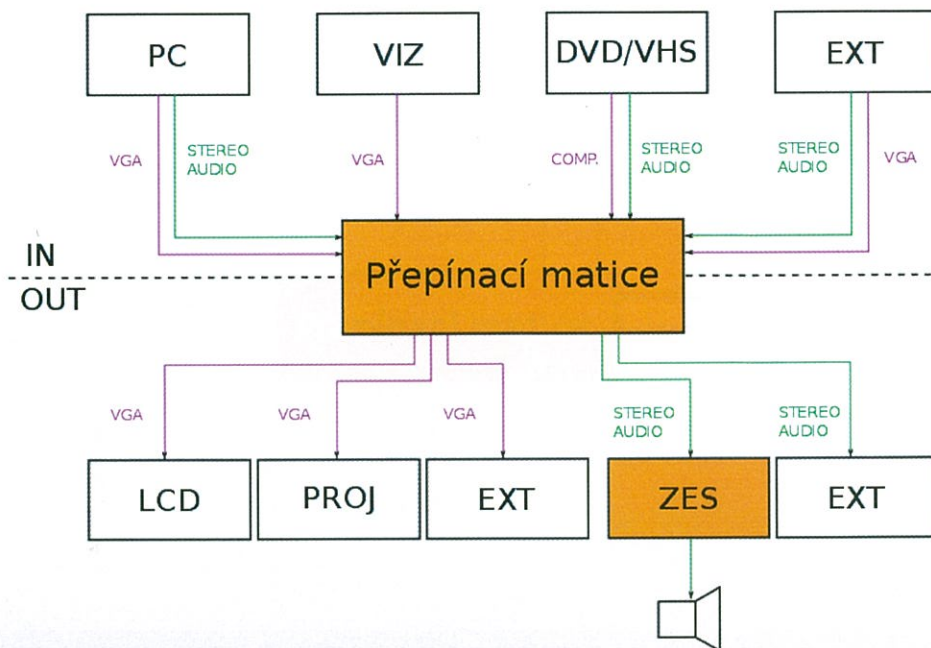 PC
VIZ
DVD/VHS
EXT
VGA
STEREO
AUDIO
VGA
COMP.
STEREO
AUDIO
STEREO
AUDIO
VGA
IN
Přepínací matice
OUT
VGA
VGA
VGA
STEREO
AUDIO
STEREO
AUDIO
LCD
PROJ
EXT
ZES
EXT